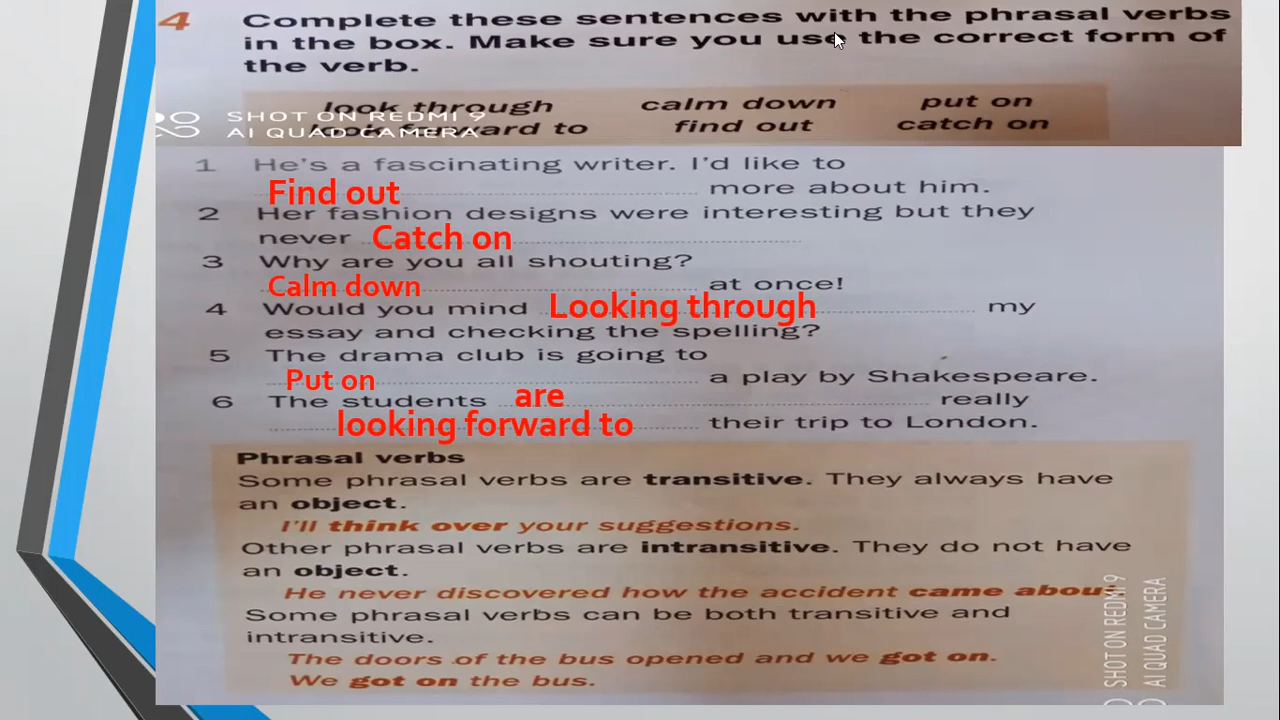 4 Complete these sentences with the phrasal verbs
in the box. Make sure you use the correct form of
the verb.
look through calm down put on
look forward to find out catch on
SHOT ON REDMI 9
AI QUAD CAMERA
1 He's a fascinating writer. I'd like to
Find out more about him.
2 Her fashion designs were interesting but they
never Catch on
3 Why are you all shouting?
Calm down at once!
4 Would you mind Looking through my
essay and checking the spelling?
5 The drama club is going to
Put on a play by Shakespeare.
6 The students are really
looking forward to their trip to London.
Phrasal verbs
Some phrasal verbs are transitive. They always have
an object.
I'll think over your suggestions.
Other phrasal verbs are intransitive. They do not have
an object.
He never discovered how the accident came about.
Some phrasal verbs can be both transitive and
intransitive.
The doors of the bus opened and we got on.
We got on the bus.
SHOT ON REDMI 9
AI QUAD CAMERA